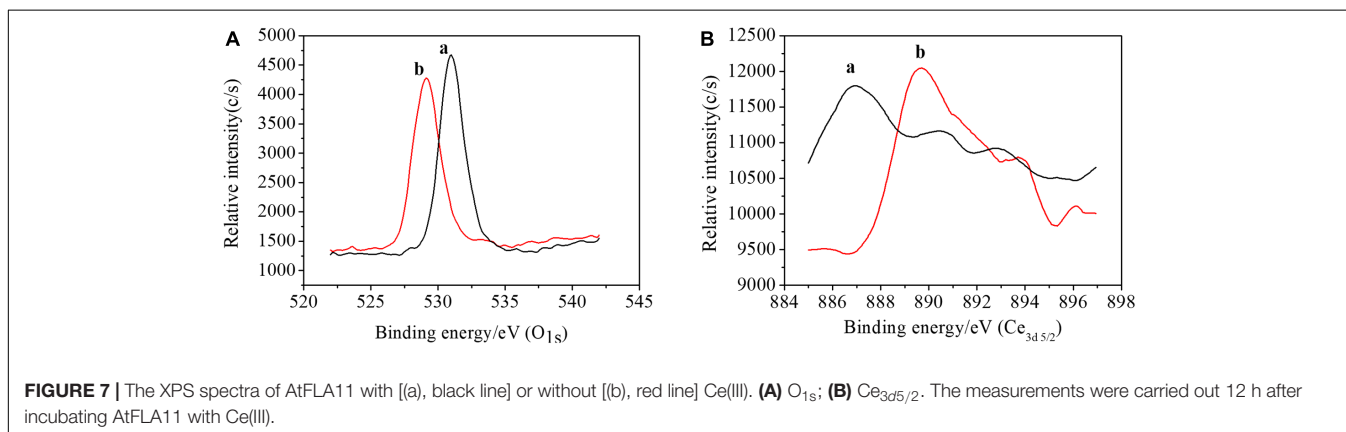 A
a
b
5000
4500
4000
3500
3000
2500
2000
1500
1000
Relative intensity(c/s)
520 525 530 535 540 545
Binding energy/eV (O1s)
B
a
b
12500
12000
11500
11000
10500
10000
9500
9000
Relative intensity(c/s)
884 886 888 890 892 894 896 898
Binding energy/eV (Ce3d 5/2)
FIGURE 7 | The XPS spectra of AtFLA11 with [(a), black line] or without [(b), red line] Ce(III). (A) O1s; (B) Ce3d5/2. The measurements were carried out 12 h after
incubating AtFLA11 with Ce(III).